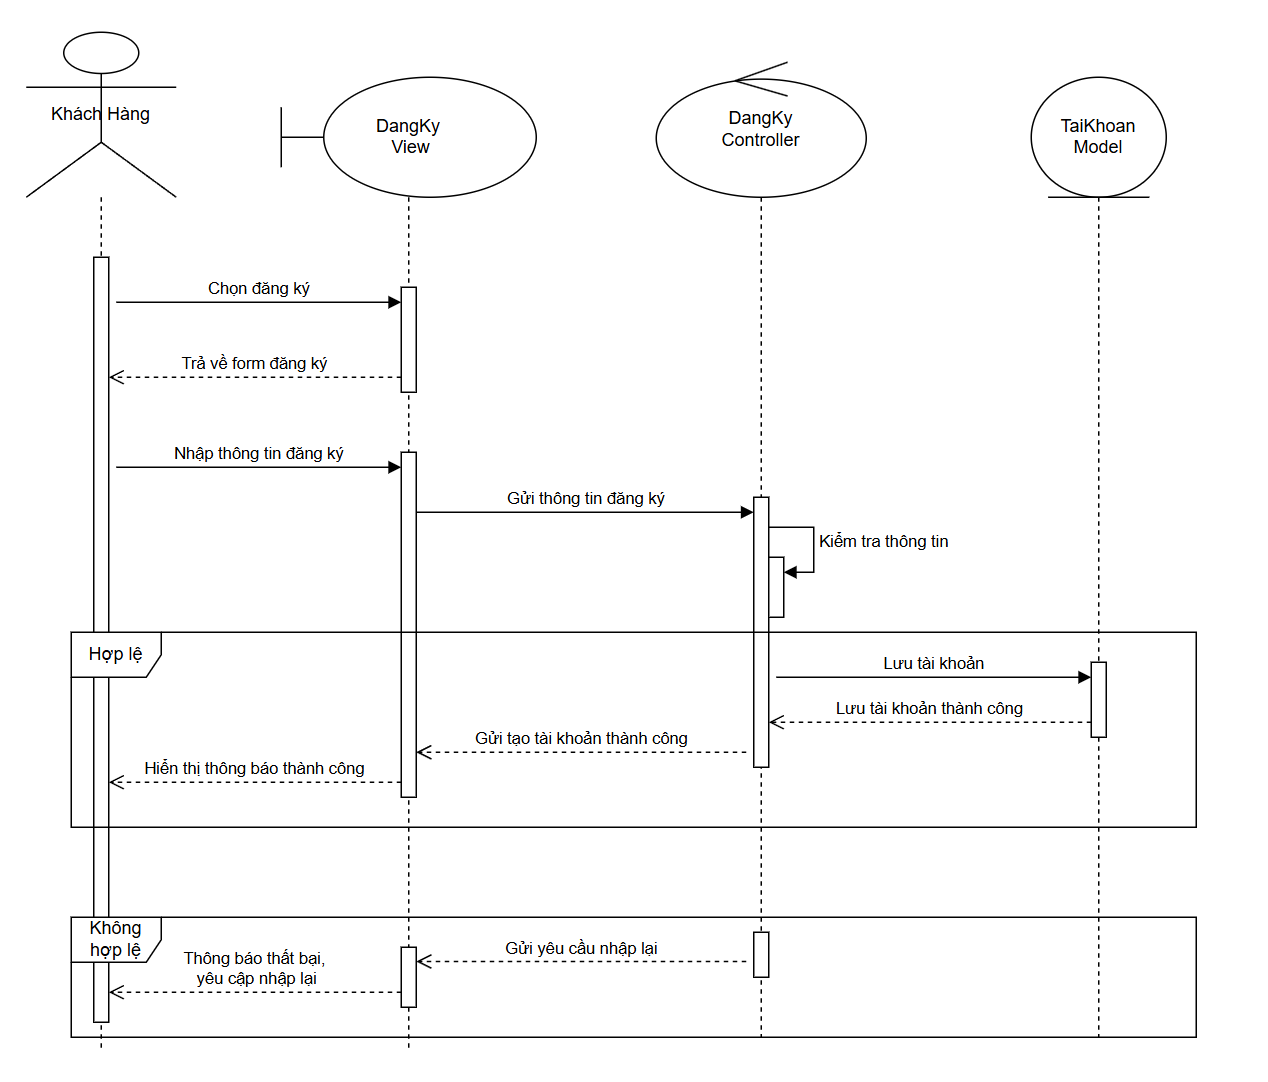 Khách Hàng
DangKy
View
DangKy
Controller
TaiKhoan
Model
Chọn đăng ký
Trả về form đăng ký
Nhập thông tin đăng ký
Gửi thông tin đăng ký
Kiểm tra thông tin
Hợp lệ
Lưu tài khoản
Lưu tài khoản thành công
Gửi tạo tài khoản thành công
Hiển thị thông báo thành công
Không
hợp lệ
Gửi yêu cầu nhập lại
Thông báo thất bại,
yêu cập nhập lại